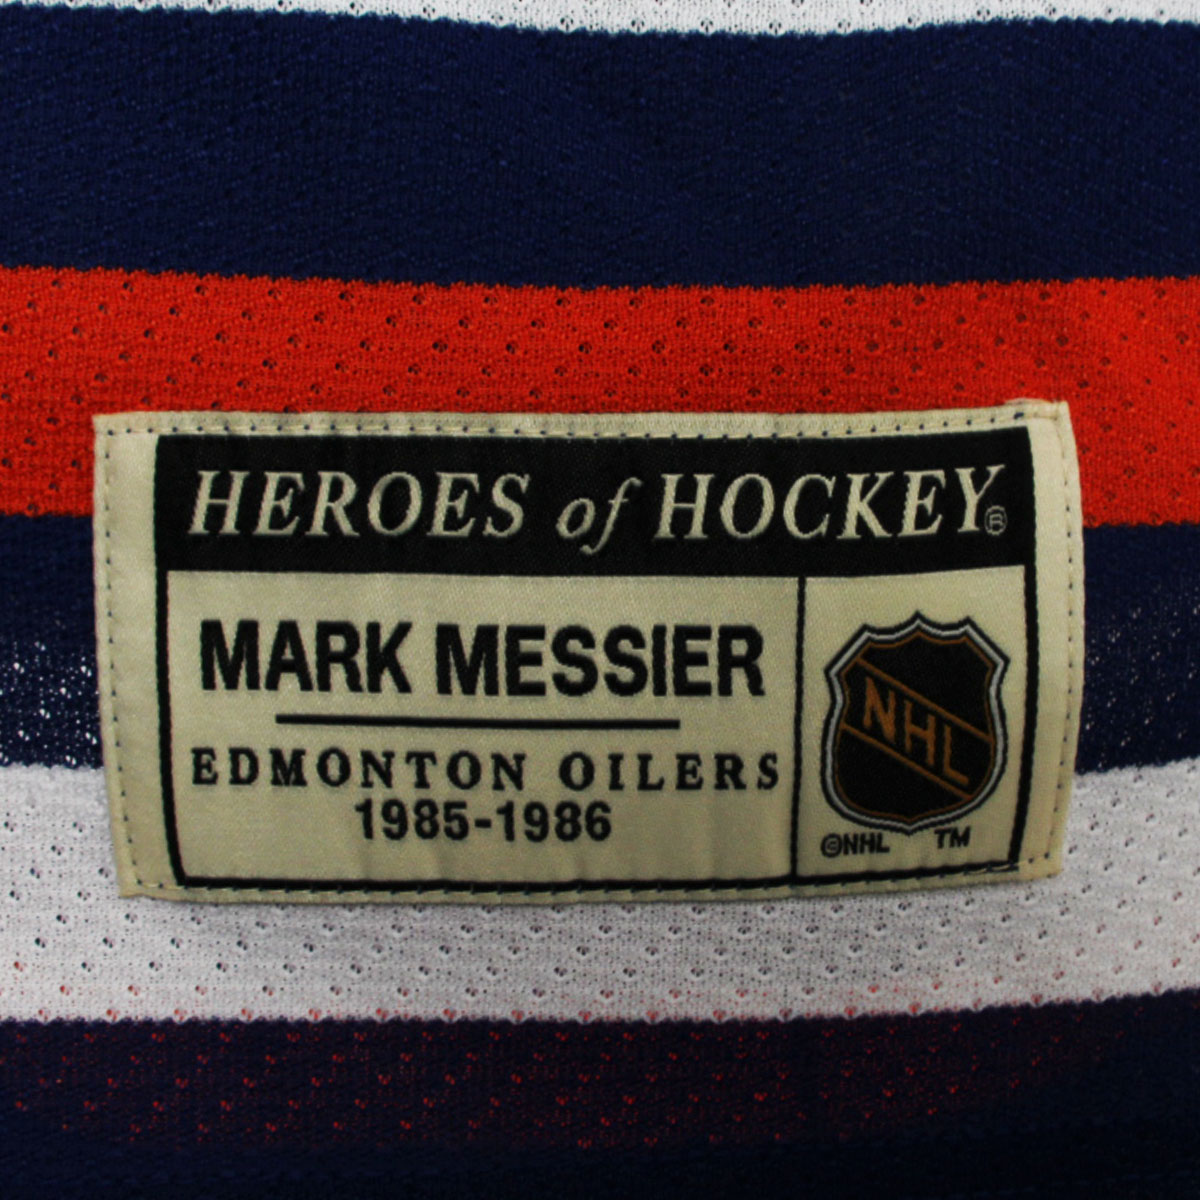 HEROES of HOCKEY®
MARK MESSIER
EDMONTON OILERS
1985-1986
NHL
©NHL TM